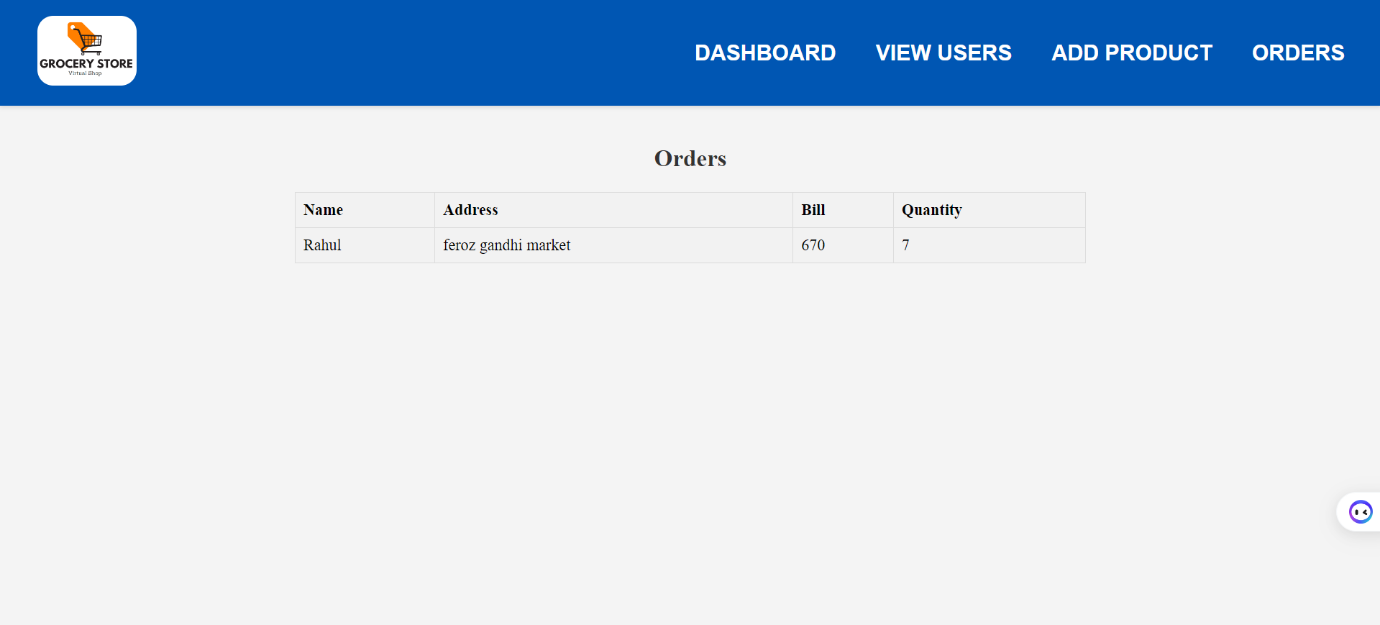 GROCERY STORE
Virtual Shop
DASHBOARD VIEW USERS ADD PRODUCT ORDERS
Orders
Name Address Bill Quantity
Rahul feroz gandhi market 670 7